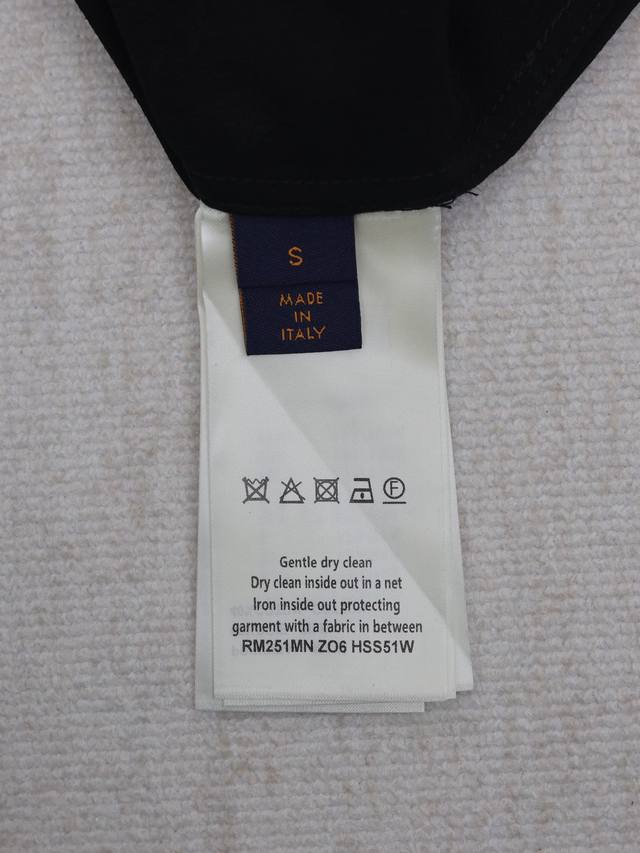 S
MADE
IN
ITALY
F
Gentle dry clean
Dry clean inside out in a net
Iron inside out protecting
garment with a fabric in between
RM251MN ZO6 HSS51W